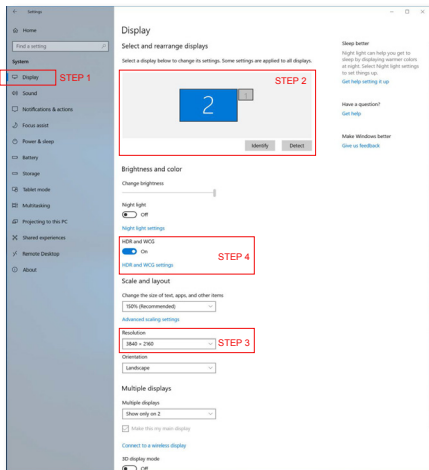 Settings
Home
Find a setting
System
Display STEP 1
Sound
Notifications & actions
Focus assist
Power & sleep
Battery
Storage
Tablet mode
Multitasking
Projecting to this PC
Shared experiences
Remote Desktop
About
Display
Select and rearrange displays
Select a display below to change its settings. Some settings are applied to all displays.
STEP 2
2
1
Identify Detect
Brightness and color
Change brightness
Night light
Off
Night light settings
HDR and WCG
On
STEP 4
HDR and WCG settings
Scale and layout
Change the size of text, apps, and other items
150% (Recommended)
Advanced scaling settings
Resolution
3840 × 2160
STEP 3
Orientation
Landscape
Multiple displays
Multiple displays
Show only on 2
Make this my main display
Connect to a wireless display
3D display mode
Off
Sleep better
Night light can help you get to
sleep by displaying warmer colors
at night. Select Night light settings
to set things up.
Get help setting it up
Have a question?
Get help
Make Windows better
Give us feedback